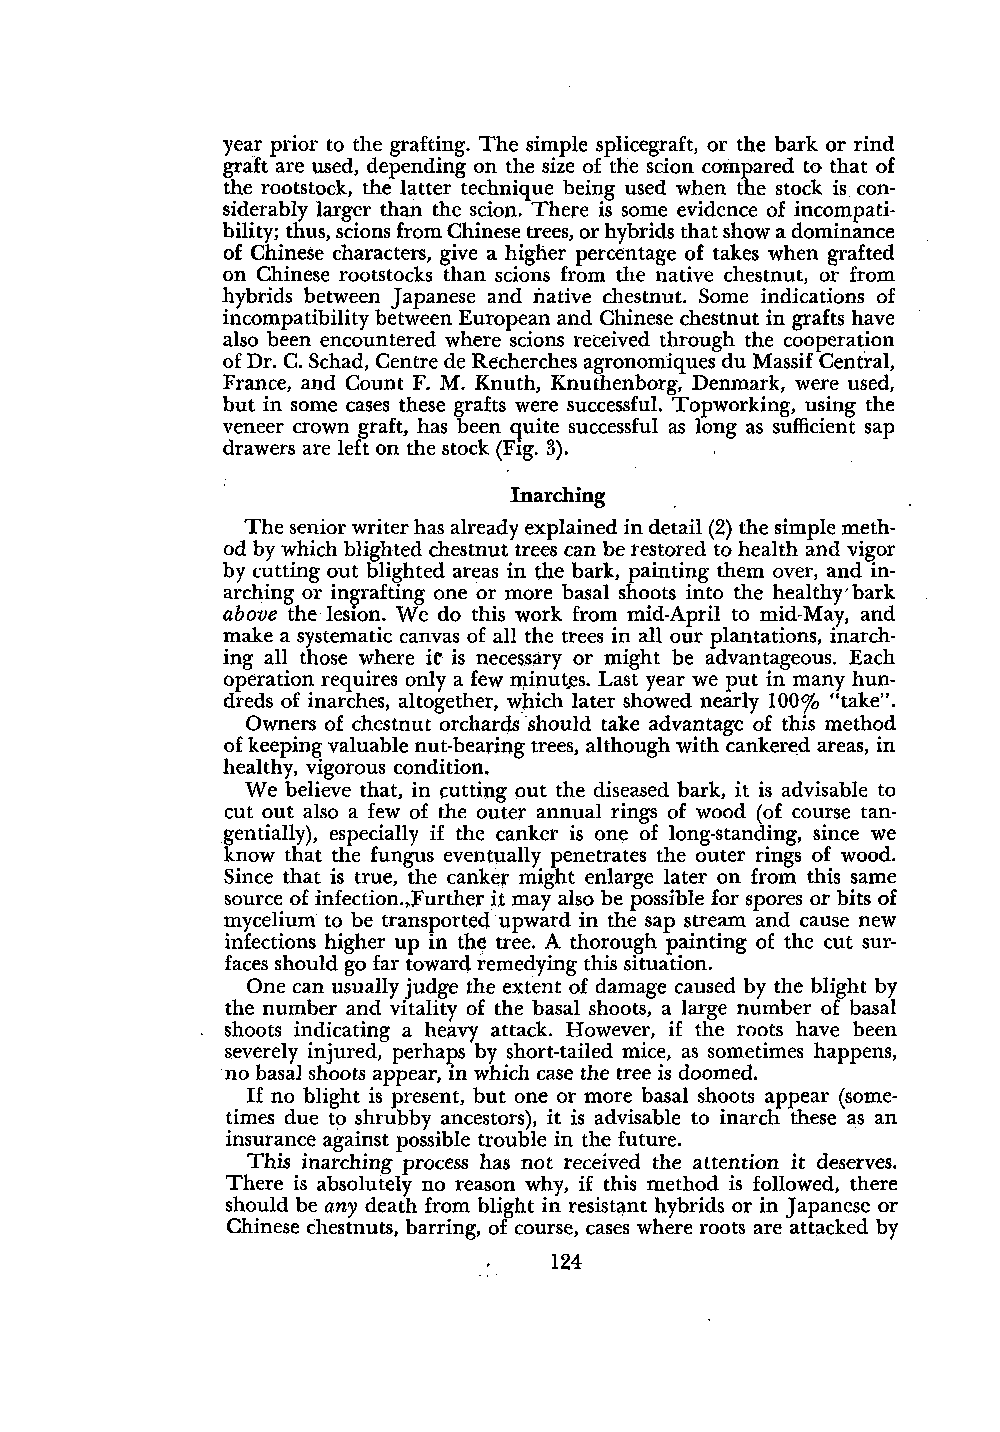 year prior to the grafting. The simple splicegraft, or the bark or rind
graft are used, depending on the size of the scion compared to that of
the rootstock, the latter technique being used when the stock is con-
siderably larger than the scion. There is some evidence of incompati-
bility; thus, scions from Chinese trees, or hybrids that show a dominance
of Chinese characters, give a higher percentage of takes when grafted
on Chinese rootstocks than scions from the native chestnut, or from
hybrids between Japanese and native chestnut. Some indications of
incompatibility between European and Chinese chestnut in grafts have
also been encountered where scions received through the cooperation
of Dr. C. Schad, Centre de Recherches agronomiques du Massif Central,
France, and Count F. M. Knuth, Knuthenborg, Denmark, were used,
but in some cases these grafts were successful. Topworking, using the
veneer crown graft, has been quite successful as long as sufficient sap
drawers are left on the stock (Fig. 3).
Inarching
The senior writer has already explained in detail (2) the simple meth-
od by which blighted chestnut trees can be restored to health and vigor
by cutting out blighted areas in the bark, painting them over, and in-
arching or ingrafting one or more basal shoots into the healthy bark
above the lesion. We do this work from mid-April to mid-May, and
make a systematic canvas of all the trees in all our plantations, inarch-
ing all those where it is necessary or might be advantageous. Each
operation requires only a few minutes. Last year we put in many hun-
dreds of inarches, altogether, which later showed nearly 100% "take".
Owners of chestnut orchards should take advantage of this method
of keeping valuable nut-bearing trees, although with cankered areas, in
healthy, vigorous condition.
We believe that, in cutting out the diseased bark, it is advisable to
cut out also a few of the outer annual rings of wood (of course tan-
gentially), especially if the canker is one of long-standing, since we
know that the fungus eventually penetrates the outer rings of wood.
Since that is true, the canker might enlarge later on from this same
source of infection. Further it may also be possible for spores or bits of
mycelium to be transported upward in the sap stream and cause new
infections higher up in the tree. A thorough painting of the cut sur-
faces should go far toward remedying this situation.
One can usually judge the extent of damage caused by the blight by
the number and vitality of the basal shoots, a large number of basal
shoots indicating a heavy attack. However, if the roots have been
severely injured, perhaps by short-tailed mice, as sometimes happens,
no basal shoots appear, in which case the tree is doomed.
If no blight is present, but one or more basal shoots appear (some-
times due to shrubby ancestors), it is advisable to inarch these as an
insurance against possible trouble in the future.
This inarching process has not received the attention it deserves.
There is absolutely no reason why, if this method is followed, there
should be any death from blight in resistant hybrids or in Japanese or
Chinese chestnuts, barring, of course, cases where roots are attacked by
124